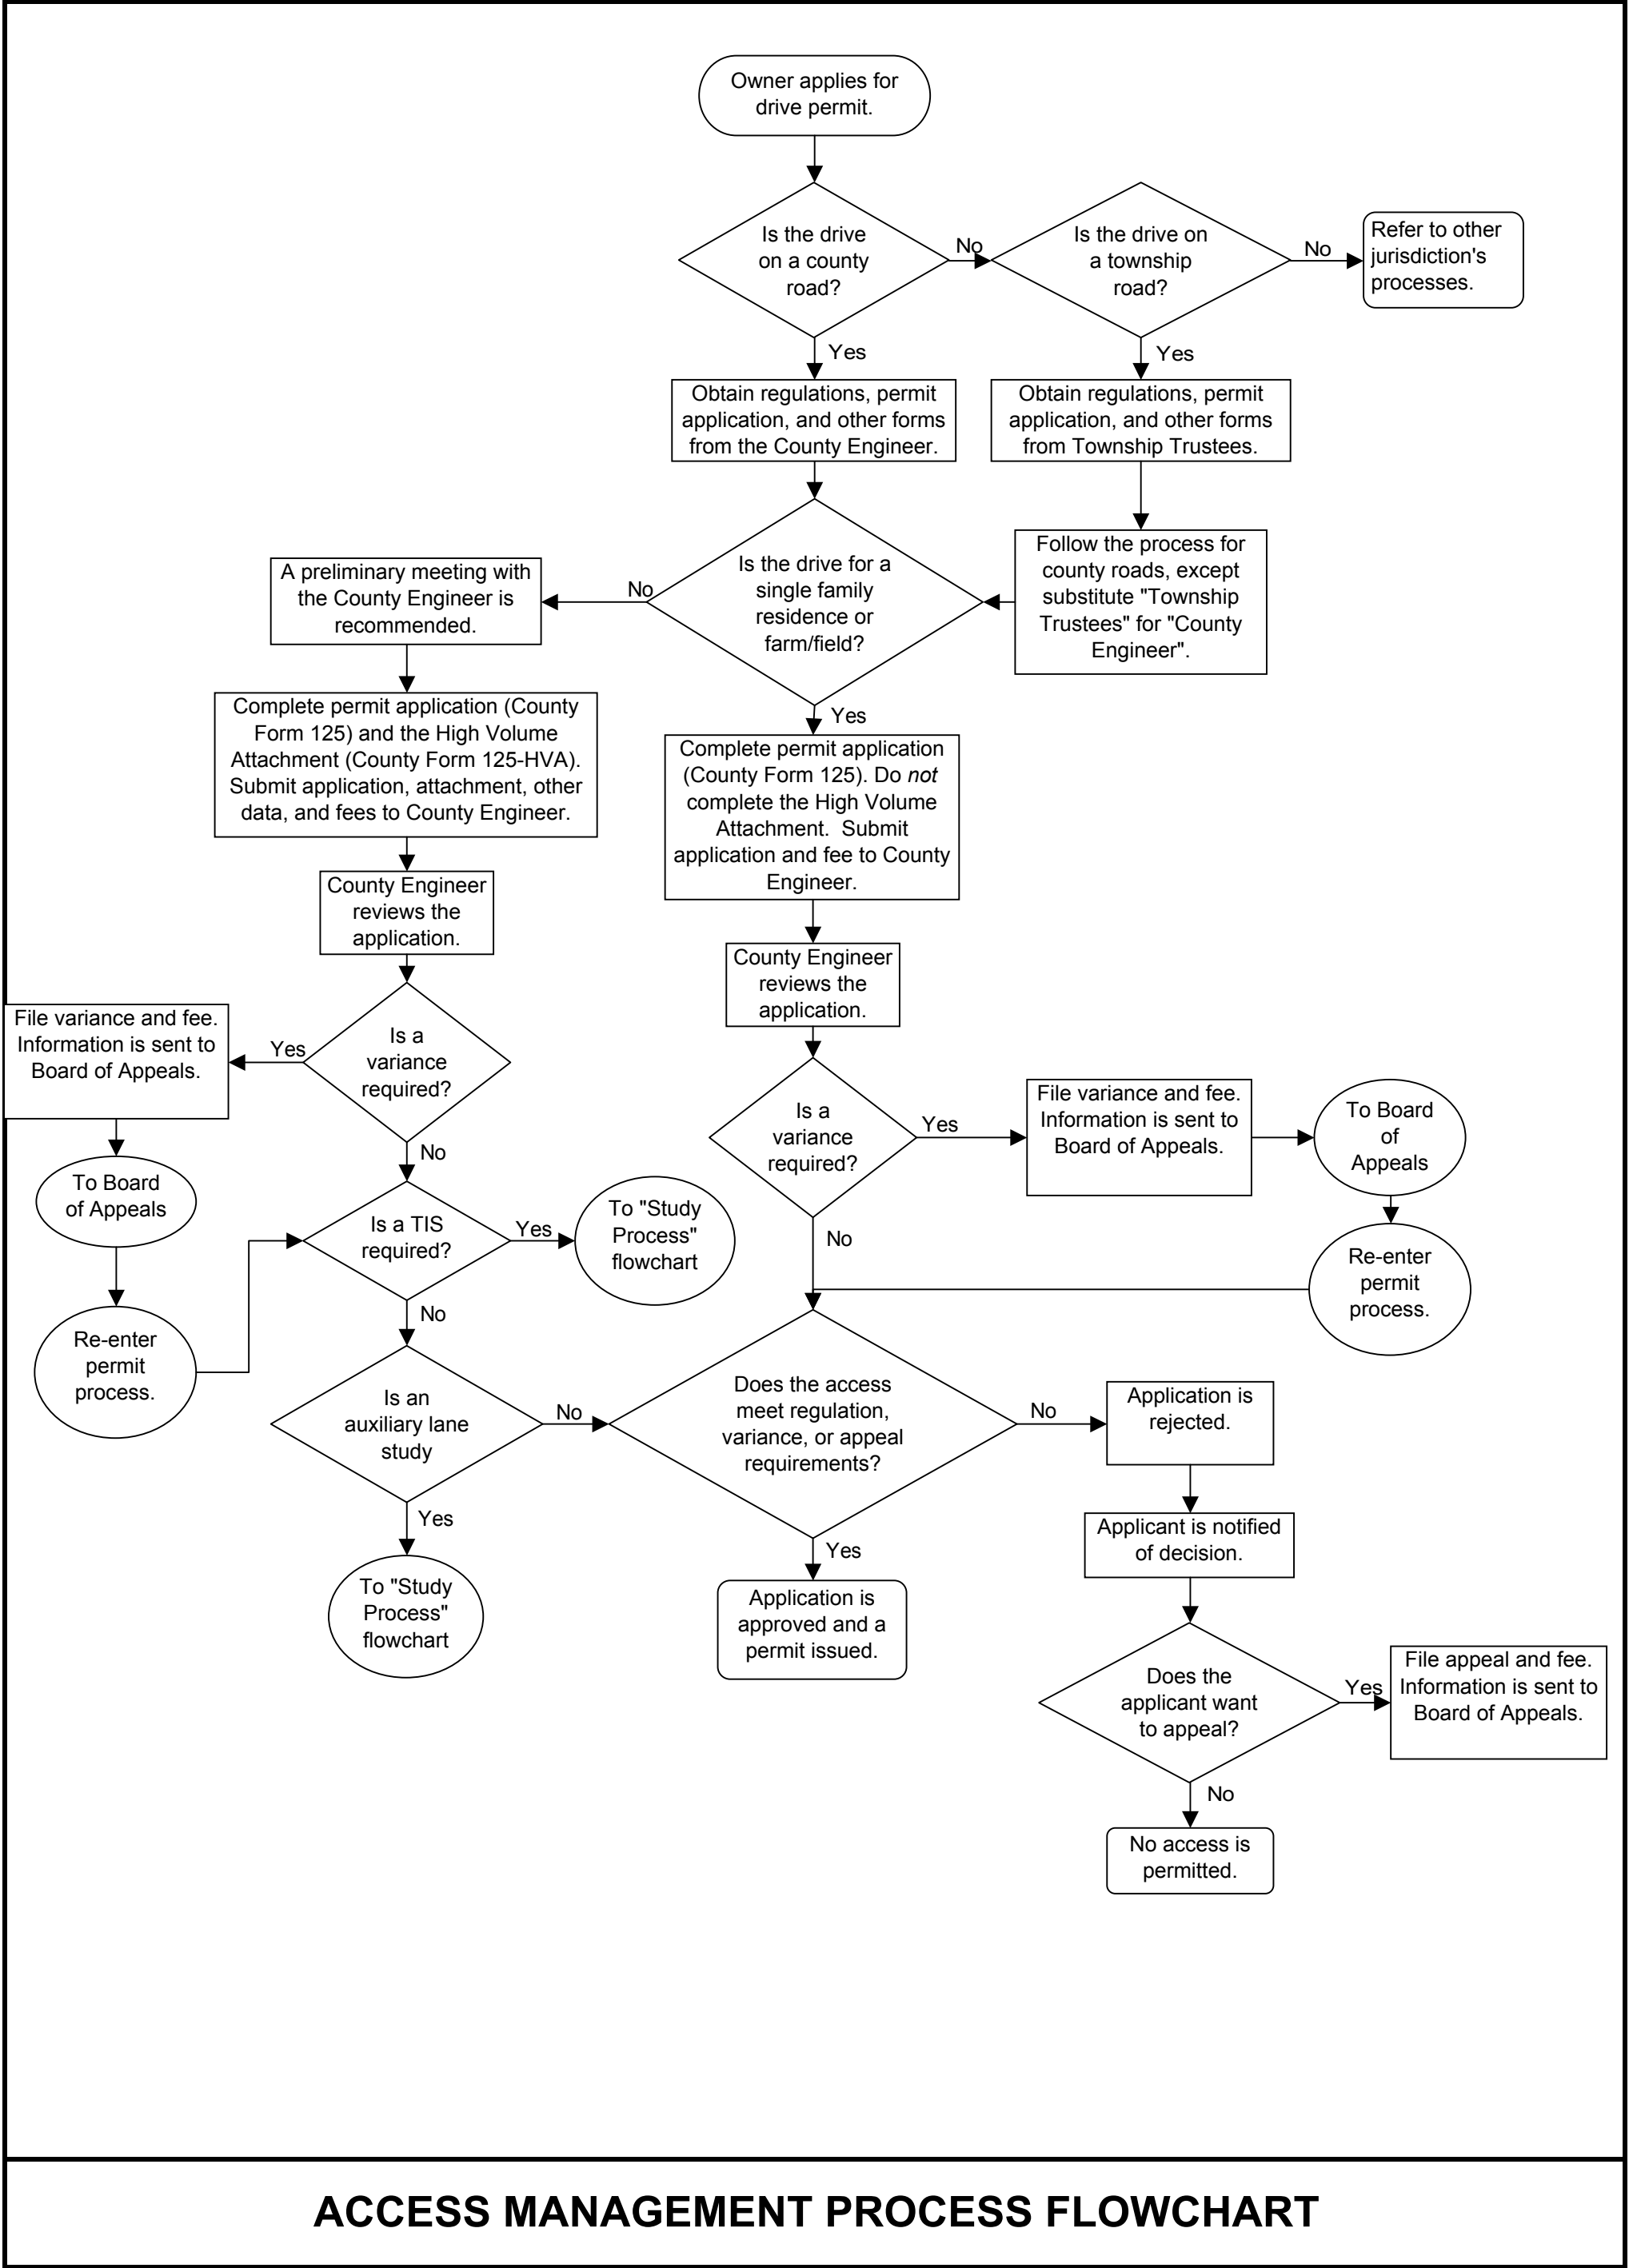 Owner applies for
drive permit.
Is the drive
on a county
road?
No
Is the drive on
a township
road?
No
Refer to other
jurisdiction's
processes.
Yes
Yes
Obtain regulations, permit
application, and other forms
from the County Engineer.
Obtain regulations, permit
application, and other forms
from Township Trustees.
Follow the process for
county roads, except
substitute "Township
Trustees" for "County
Engineer".
Is the drive for a
single family
residence or
farm/field?
No
A preliminary meeting with
the County Engineer is
recommended.
Yes
Complete permit application (County
Form 125) and the High Volume
Attachment (County Form 125-HVA).
Submit application, attachment, other
data, and fees to County Engineer.
Complete permit application
(County Form 125). Do not
complete the High Volume
Attachment.  Submit
application and fee to County
Engineer.
County Engineer
reviews the
application.
County Engineer
reviews the
application.
File variance and fee.
Information is sent to
Board of Appeals.
Yes
Is a
variance
required?
No
Is a
variance
required?
Yes
File variance and fee.
Information is sent to
Board of Appeals.
To Board
of
Appeals
To Board
of Appeals
Is a TIS
required?
Yes
To "Study
Process"
flowchart
No
Re-enter
permit
process.
No
Re-enter
permit
process.
Is an
auxiliary lane
study
No
Does the access
meet regulation,
variance, or appeal
requirements?
No
Application is
rejected.
Yes
Applicant is notified
of decision.
Yes
To "Study
Process"
flowchart
Application is
approved and a
permit issued.
Does the
applicant want
to appeal?
Yes
File appeal and fee.
Information is sent to
Board of Appeals.
No
No access is
permitted.
ACCESS MANAGEMENT PROCESS FLOWCHART